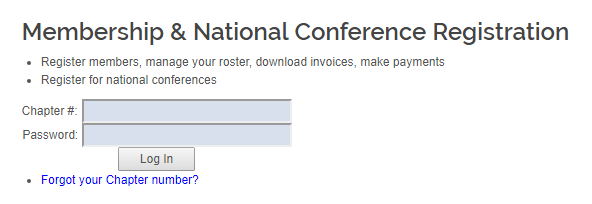 Membership & National Conference Registration
Register members, manage your roster, download invoices, make payments
Register for national conferences
Chapter #:
Password:
Log In
Forgot your Chapter number?